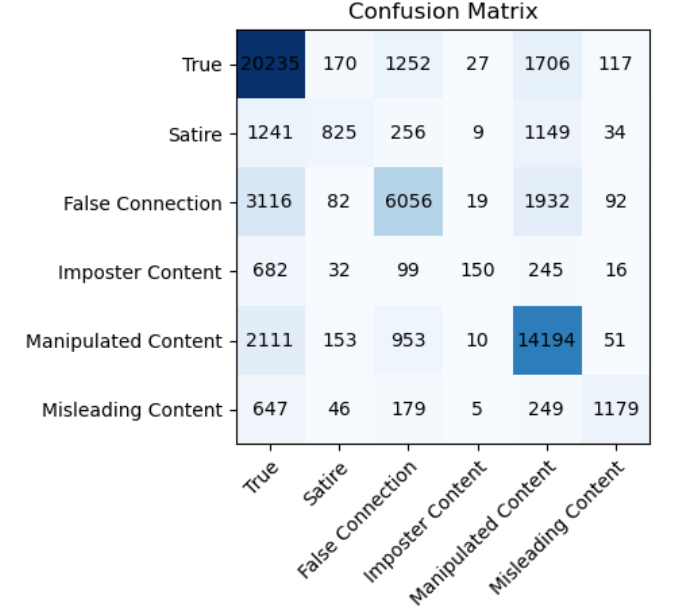 Confusion Matrix
True 20235 170 1252 27 1706 117
Satire 1241 825 256 9 1149 34
False Connection 3116 82 6056 19 1932 92
Imposter Content 682 32 99 150 245 16
Manipulated Content 2111 153 953 10 14194 51
Misleading Content 647 46 179 5 249 1179
True
Satire
False Connection
Imposter Content
Manipulated Content
Misleading Content